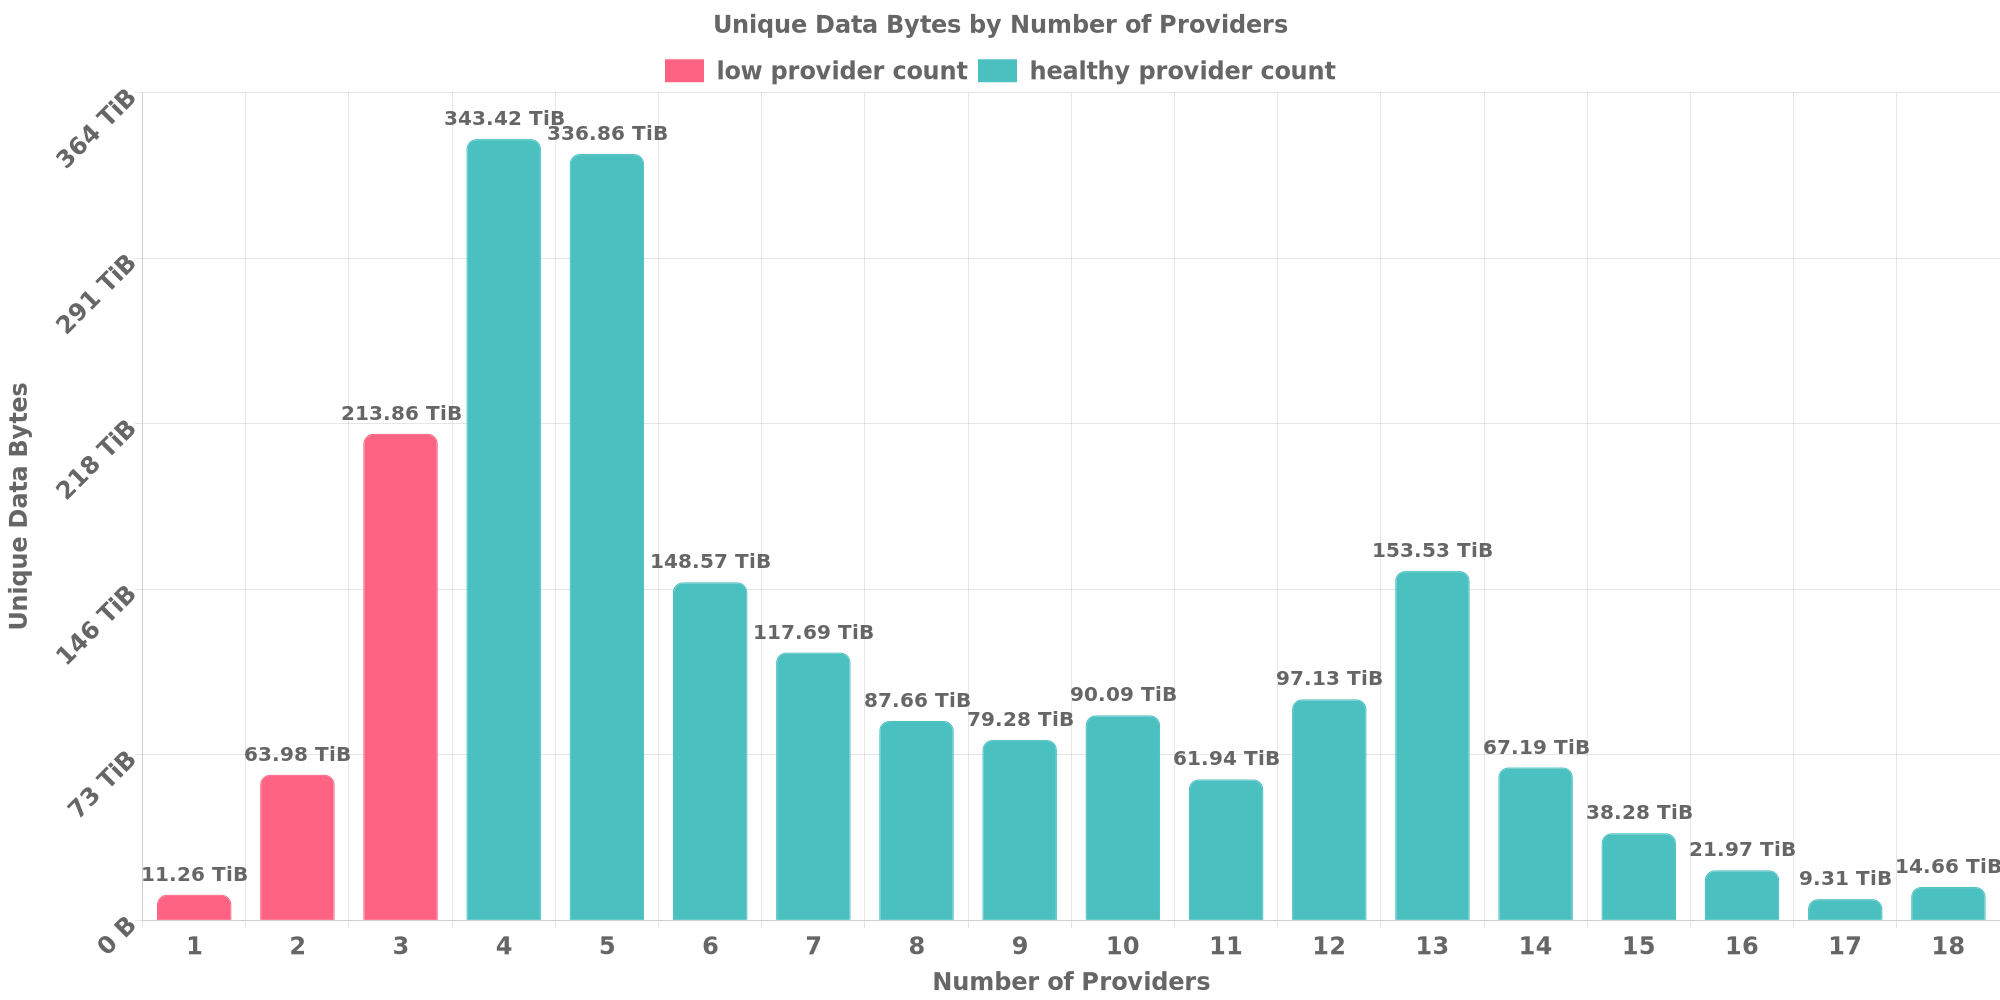 Unique Data Bytes by Number of Providers
low provider count
healthy provider count
Unique Data Bytes
364 TiB
291 TiB
218 TiB
146 TiB
73 TiB
0 B
11.26 TiB
63.98 TiB
213.86 TiB
343.42 TiB
336.86 TiB
148.57 TiB
117.69 TiB
87.66 TiB
79.28 TiB
90.09 TiB
61.94 TiB
97.13 TiB
153.53 TiB
67.19 TiB
38.28 TiB
21.97 TiB
9.31 TiB
14.66 TiB
1 2 3 4 5 6 7 8 9 10 11 12 13 14 15 16 17 18
Number of Providers